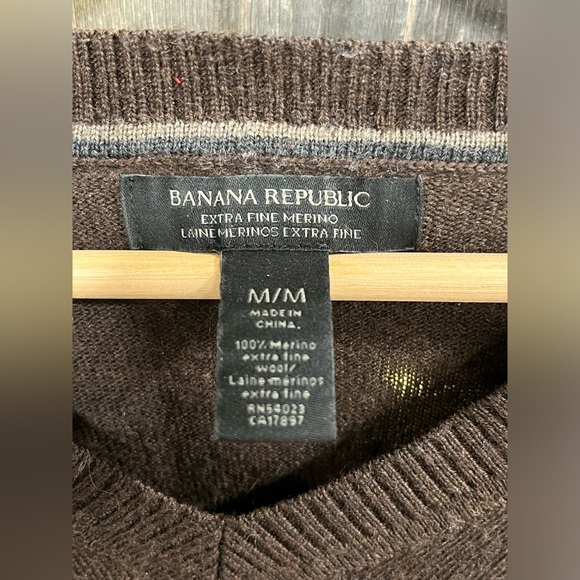 BANANA REPUBLIC
EXTRA FINE MERINO
LAINE MERINOS EXTRA FINE
M/M
MADE IN
CHINA.
100% Merino
extra fine
wool/
Laine mérinos
extra fine
RN54023
CA17897